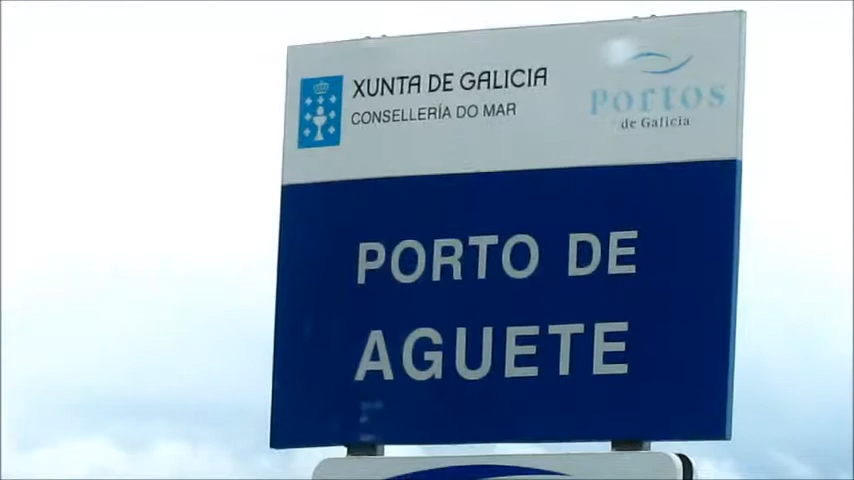 XUNTA DE GALICIA
CONSELLERÍA DO MAR
Portos
de Galicia
PORTO DE
AGUETE